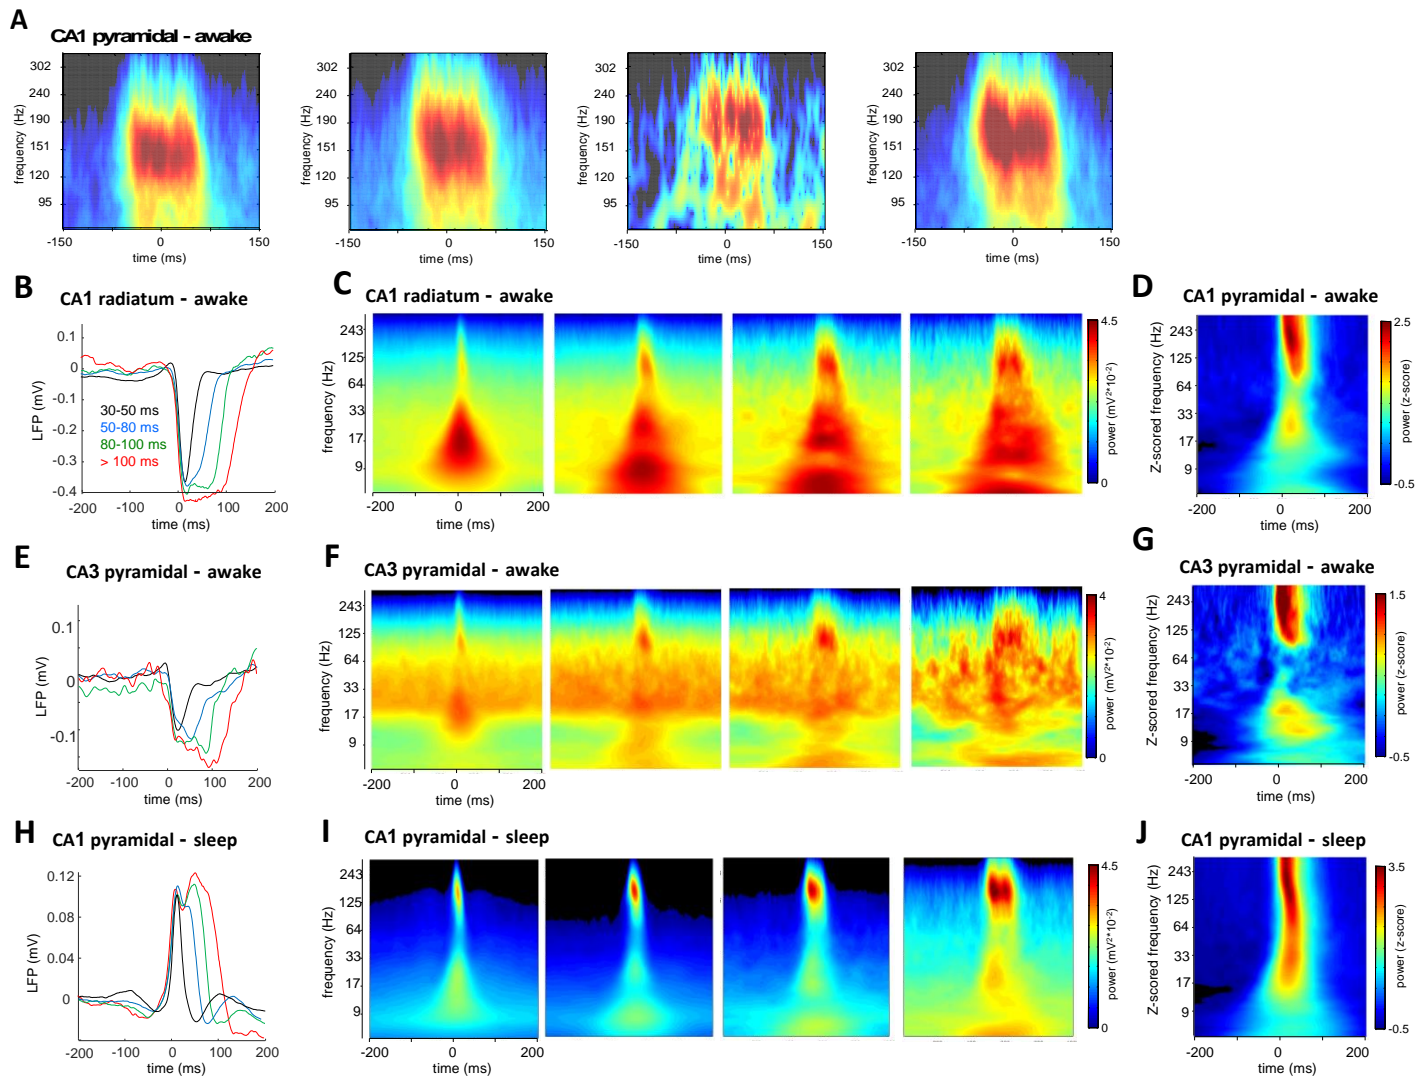 A
CA1 pyramidal - awake
frequency (Hz)
302
240
190
151
120
95
-150
0
150
time (ms)
frequency (Hz)
302
240
190
151
120
95
-150
0
150
time (ms)
frequency (Hz)
302
240
190
151
120
95
-150
0
150
time (ms)
frequency (Hz)
302
240
190
151
120
95
-150
0
150
time (ms)
B
CA1 radiatum - awake
LFP (mV)
0.1
0
-0.1
-0.2
-0.3
-0.4
30-50 ms
50-80 ms
80-100 ms
> 100 ms
-200
-100
0
100
200
time (ms)
C
CA1 radiatum - awake
frequency (Hz)
243
125
64
33
17
9
-200
0
200
time (ms)
4.5
0
power (mV²*10⁻²)
D
CA1 pyramidal - awake
Z-scored frequency (Hz)
243
125
64
33
17
9
-200
0
200
time (ms)
2.5
-0.5
power (z-score)
E
CA3 pyramidal - awake
LFP (mV)
0.1
0
-0.1
-200
-100
0
100
200
time (ms)
F
CA3 pyramidal - awake
frequency (Hz)
243
125
64
33
17
9
-200
0
200
time (ms)
4
0
power (mV²*10⁻²)
G
CA3 pyramidal - awake
Z-scored frequency (Hz)
243
125
64
33
17
9
-200
0
200
time (ms)
1.5
-0.5
power (z-score)
H
CA1 pyramidal - sleep
LFP (mV)
0.12
0.08
0.04
0
-200
-100
0
100
200
time (ms)
I
CA1 pyramidal - sleep
frequency (Hz)
243
125
64
33
17
9
-200
0
200
time (ms)
4.5
0
power (mV²*10⁻²)
J
CA1 pyramidal - sleep
Z-scored frequency (Hz)
243
125
64
33
17
9
-200
0
200
time (ms)
3.5
-0.5
power (z-score)